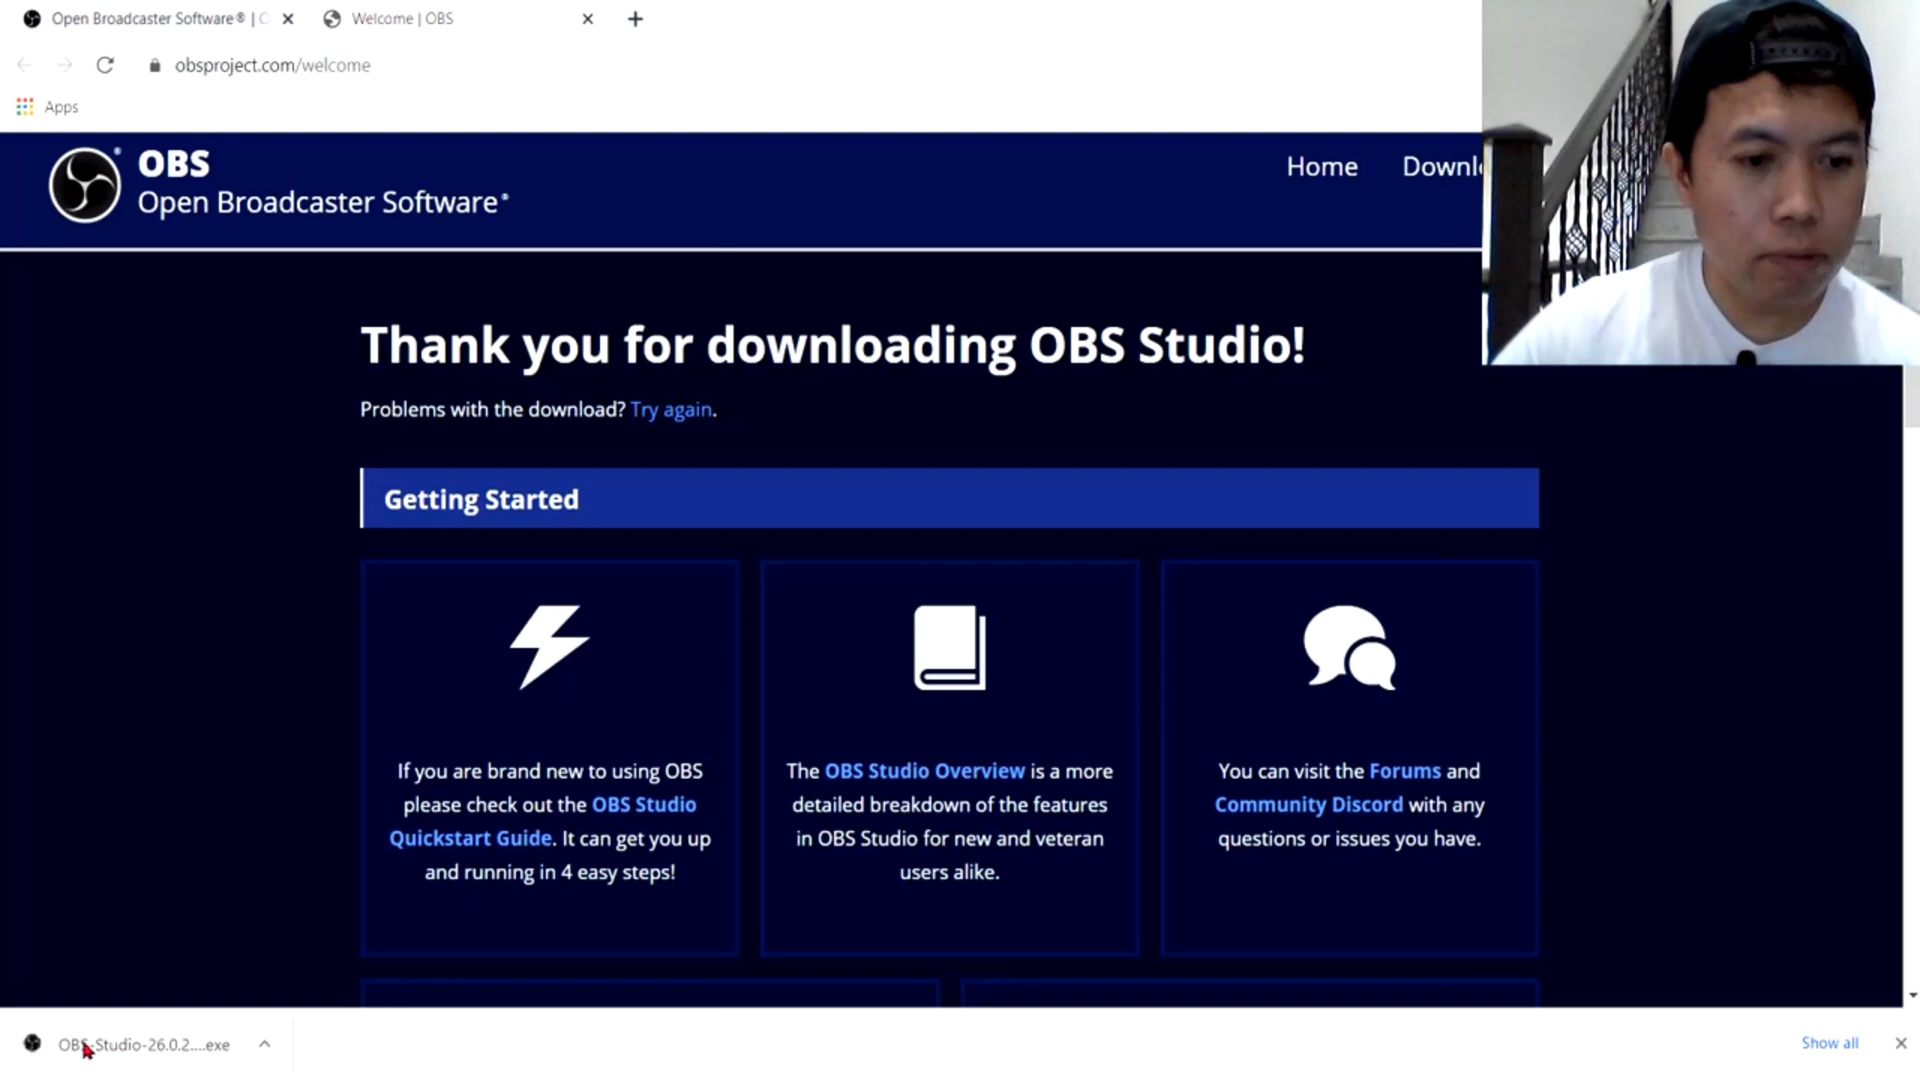 Open Broadcaster Software® | O
Welcome | OBS
obsproject.com/welcome
Apps
OBS
Open Broadcaster Software®
Home
Downl
Thank you for downloading OBS Studio!
Problems with the download? Try again.
Getting Started
If you are brand new to using OBS
please check out the OBS Studio
Quickstart Guide. It can get you up
and running in 4 easy steps!
The OBS Studio Overview is a more
detailed breakdown of the features
in OBS Studio for new and veteran
users alike.
You can visit the Forums and
Community Discord with any
questions or issues you have.
OBS-Studio-26.0.2....exe
Show all